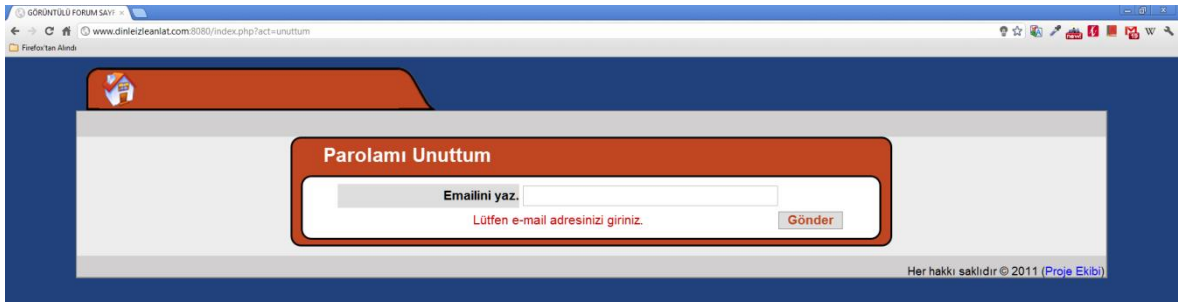 GÖRÜNTÜLÜ FORUM SAYF
www.dinleizleanlat.com:8080/index.php?act=unuttum
Firefox'tan Alındı
Parolamı Unuttum
Emailini yaz.
Lütfen e-mail adresinizi giriniz.
Gönder
Her hakkı saklıdır © 2011 (Proje Ekibi)